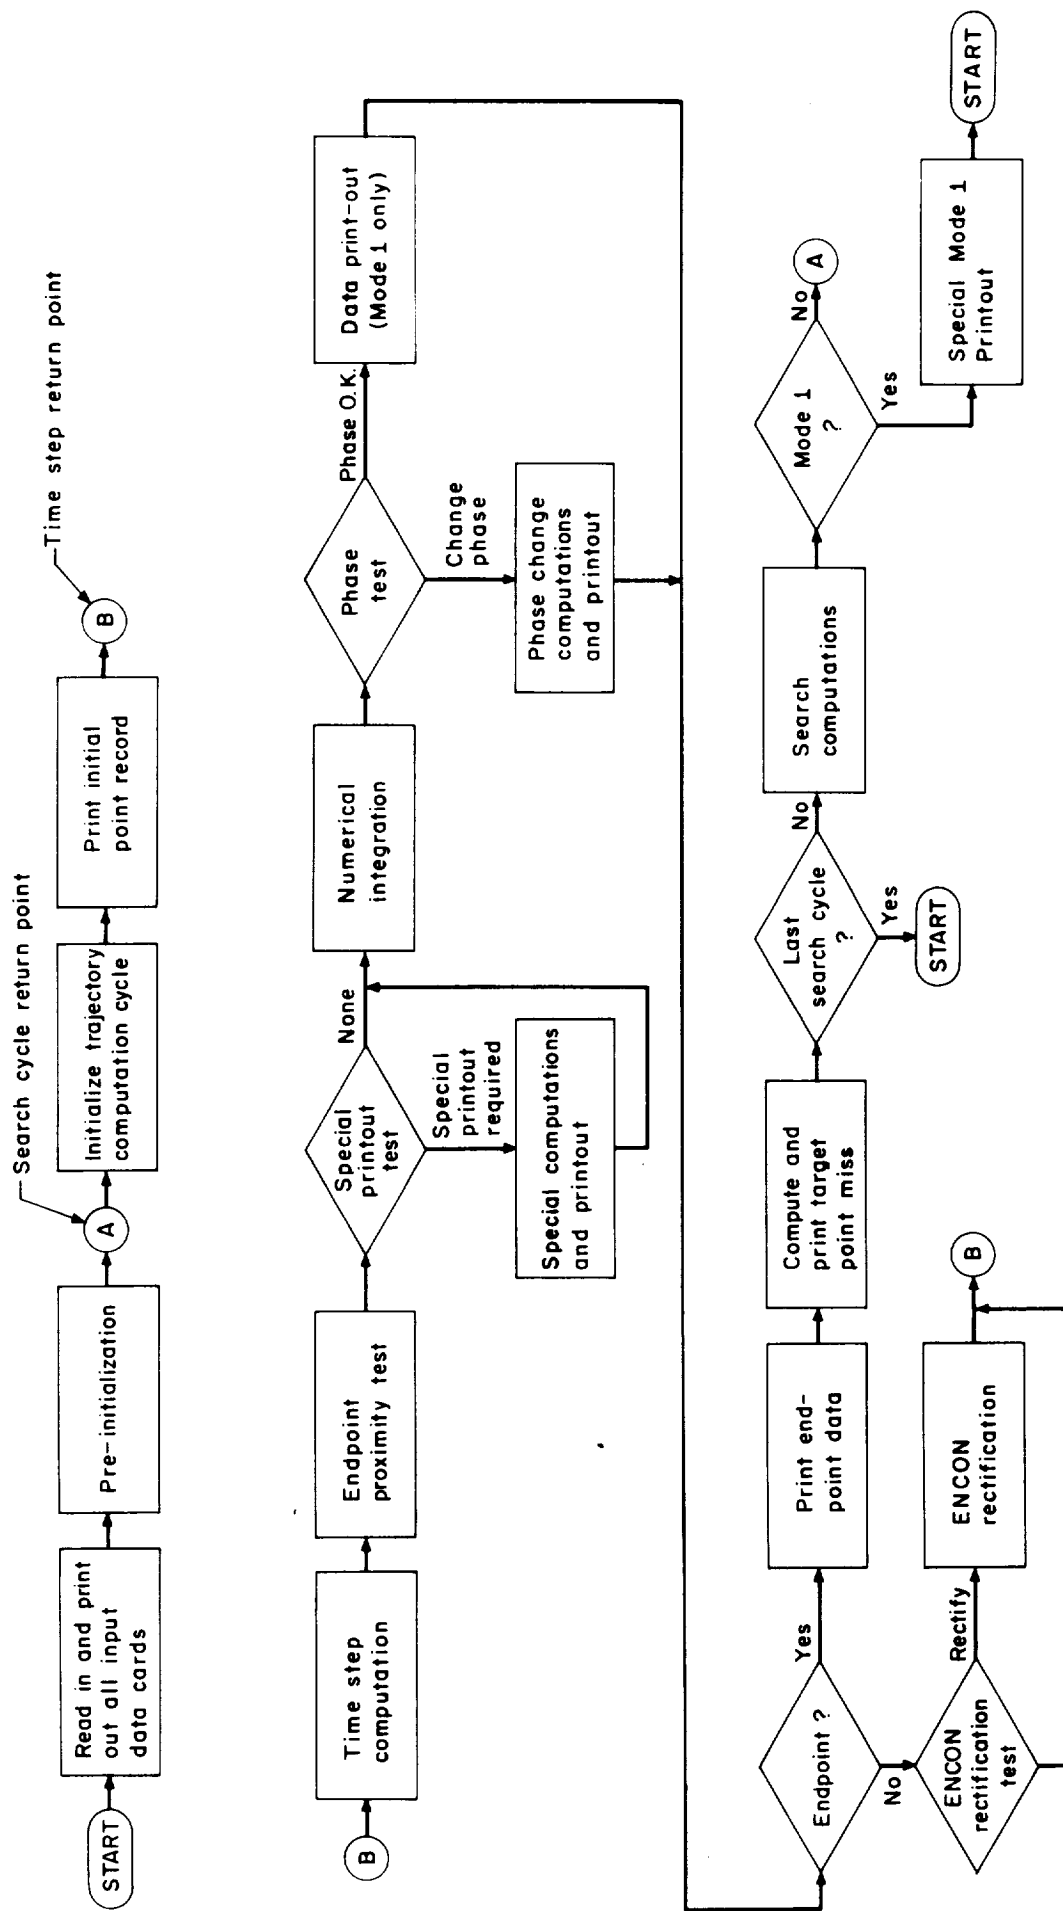 START
Read in and print
out all input
data cards
Pre-initialization
A
Search cycle return point
Initialize trajectory
computation cycle
Print initial
point record
B
Time step return point
B
Time step
computation
Endpoint
proximity test
Special
printout
test
None
Special
printout
required
Special computations
and printout
Numerical
integration
Phase
test
Phase O.K.
Change
phase
Phase change
computations
and printout
Data print-out
(Mode 1 only)
Endpoint ?
Yes
No
Print end-
point data
Compute and
print target
point miss
Last
search cycle
?
No
Yes
START
Search
computations
Mode 1
?
No
A
Yes
Special Mode 1
Printout
START
ENCON
rectification
test
Rectify
ENCON
rectification
B